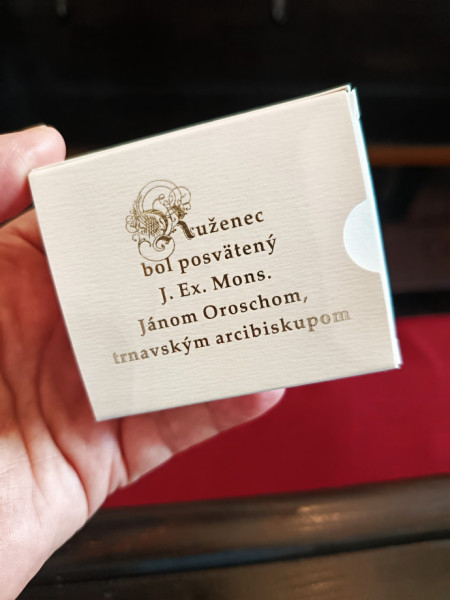 Ruženec
bol posvätený
J. Ex. Mons.
Jánom Oroschom,
trnavským arcibiskupom